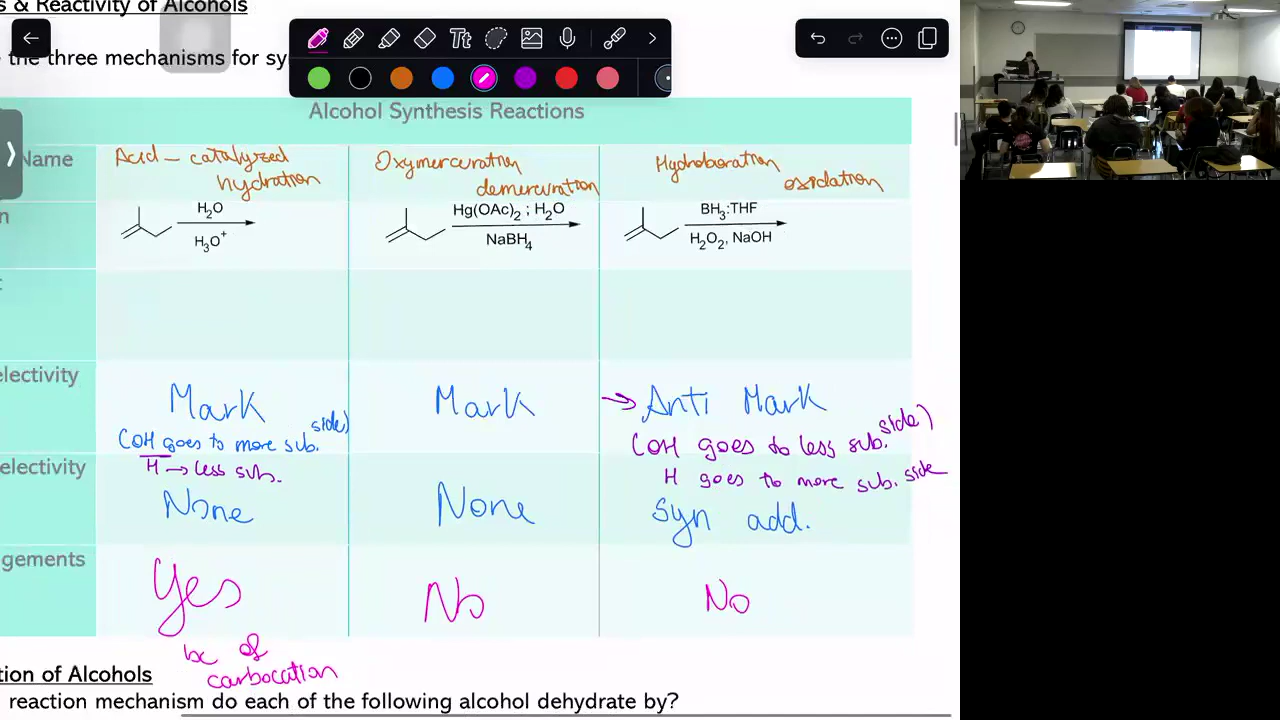 s & Reactivity of Alcohols
the three mechanisms for sy
Tt
Alcohol Synthesis Reactions
Name
Acid – catalyzed
hydration
Oxymercuration
demercuration
Hydroboration
oxidation
n
H₂O
H₃O⁺
Hg(OAc)₂ ; H₂O
NaBH₄
BH₃:THF
H₂O₂, NaOH
electivity
Mark
(OH goes to more sub. side)
H → less sub.
Mark
→ Anti Mark
(OH goes to less sub. side)
H goes to more sub. side
electivity
None
None
Syn add.
gements
Yes
bc of
carbocation
No
No
tion of Alcohols
reaction mechanism do each of the following alcohol dehydrate by?